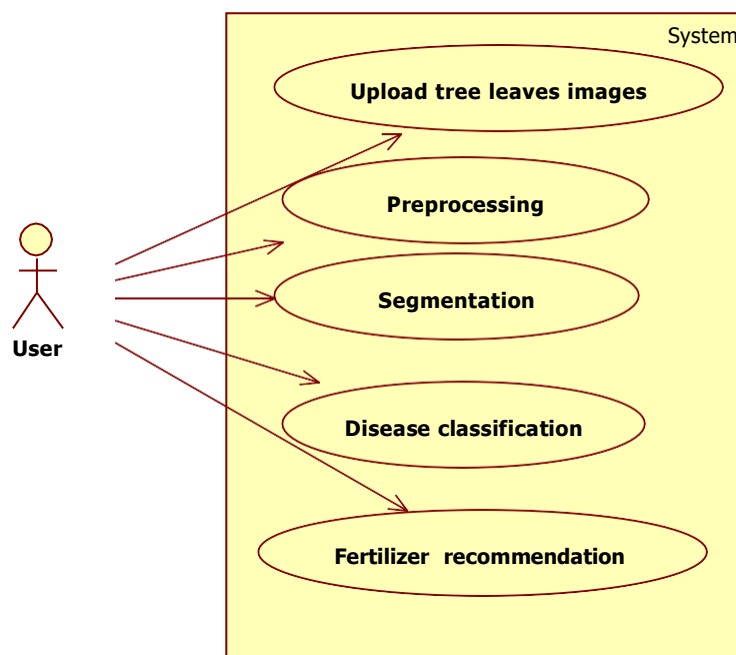 System
Upload tree leaves images
Preprocessing
Segmentation
User
Disease classification
Fertilizer recommendation